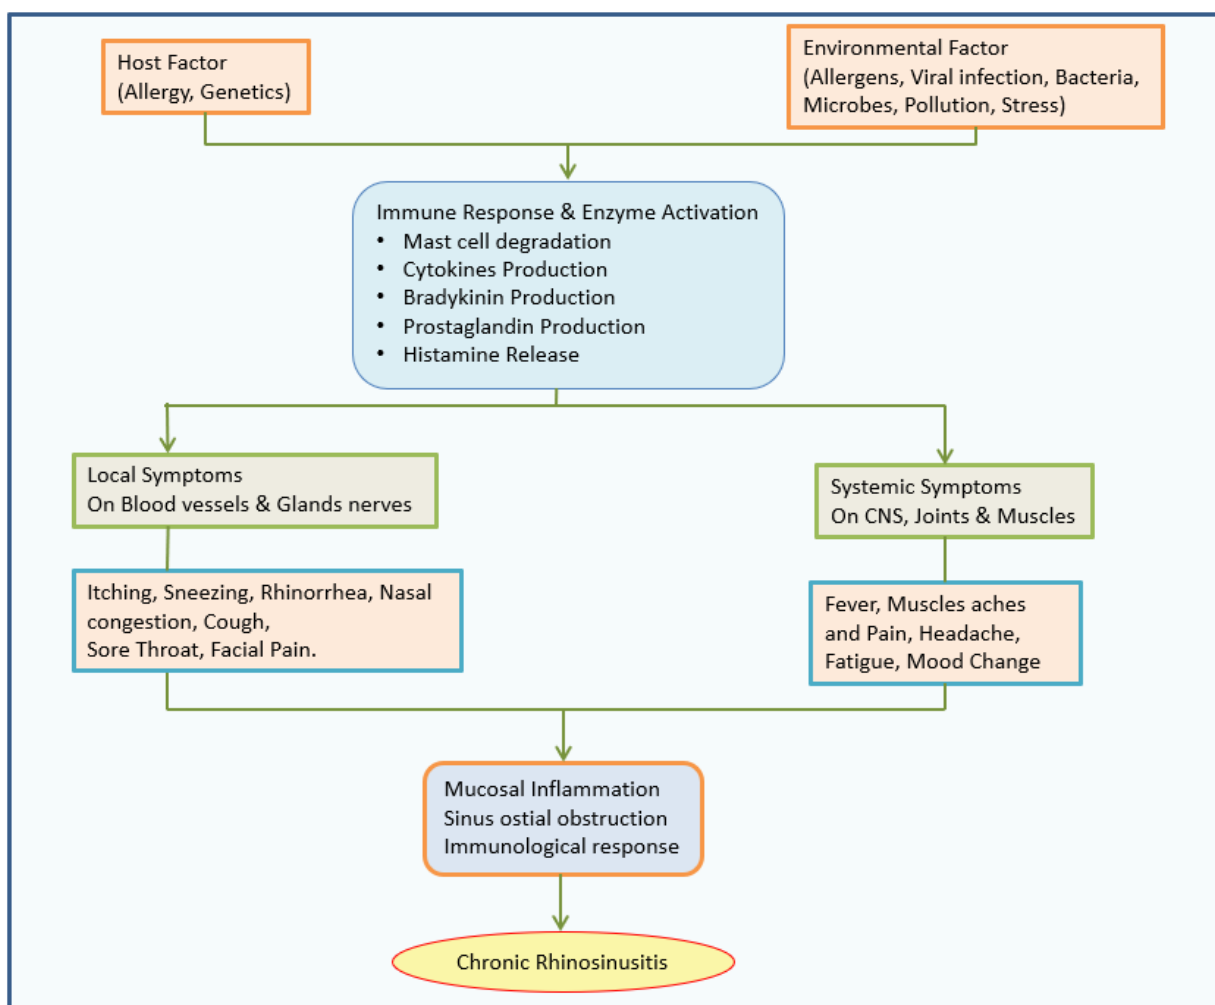 Host Factor
(Allergy, Genetics)
Environmental Factor
(Allergens, Viral infection, Bacteria,
Microbes, Pollution, Stress)
Immune Response & Enzyme Activation
• Mast cell degradation
• Cytokines Production
• Bradykinin Production
• Prostaglandin Production
• Histamine Release
Local Symptoms
On Blood vessels & Glands nerves
Systemic Symptoms
On CNS, Joints & Muscles
Itching, Sneezing, Rhinorrhea, Nasal
congestion, Cough,
Sore Throat, Facial Pain.
Fever, Muscles aches
and Pain, Headache,
Fatigue, Mood Change
Mucosal Inflammation
Sinus ostial obstruction
Immunological response
Chronic Rhinosinusitis